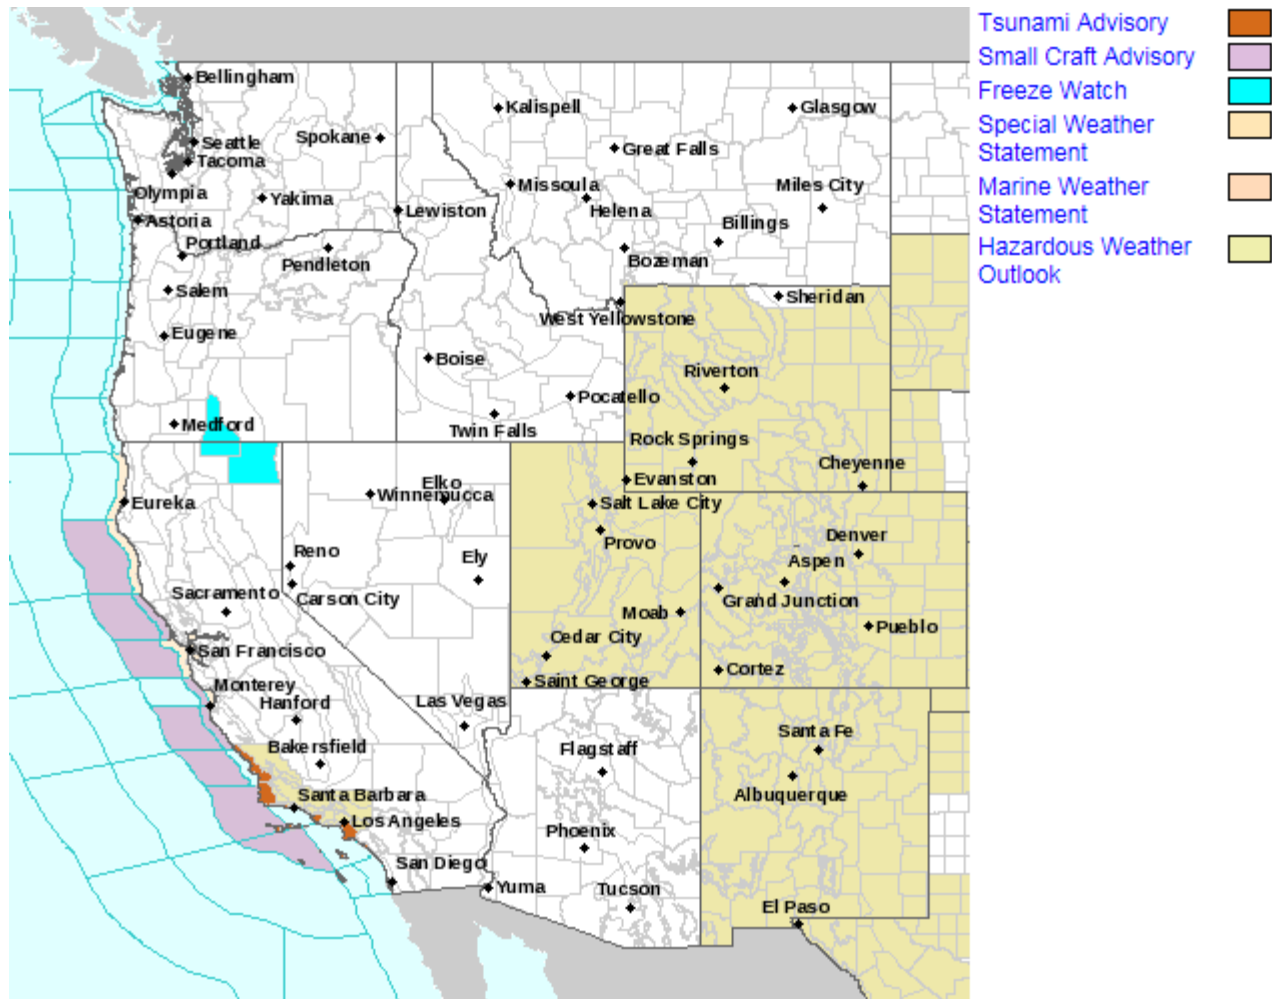 Tsunami Advisory
Small Craft Advisory
Freeze Watch
Special Weather
Statement
Marine Weather
Statement
Hazardous Weather
Outlook
Bellingham
Kalispell
Glasgow
Seattle
Spokane
Great Falls
Tacoma
Missoula
Miles City
Olympia
Yakima
Lewiston
Helena
Astoria
Billings
Portland
Pendleton
Bozeman
Salem
Sheridan
West Yellowstone
Eugene
Boise
Riverton
Pocatello
Medford
Twin Falls
Rock Springs
Cheyenne
Evanston
Elko
Winnemucca
Eureka
Salt Lake City
Provo
Denver
Reno
Ely
Aspen
Sacramento
Carson City
Grand Junction
Moab
Pueblo
Cedar City
San Francisco
Cortez
Saint George
Monterey
Hanford
Las Vegas
Santa Fe
Bakersfield
Flagstaff
Santa Barbara
Albuquerque
Los Angeles
Phoenix
San Diego
Yuma
Tucson
El Paso